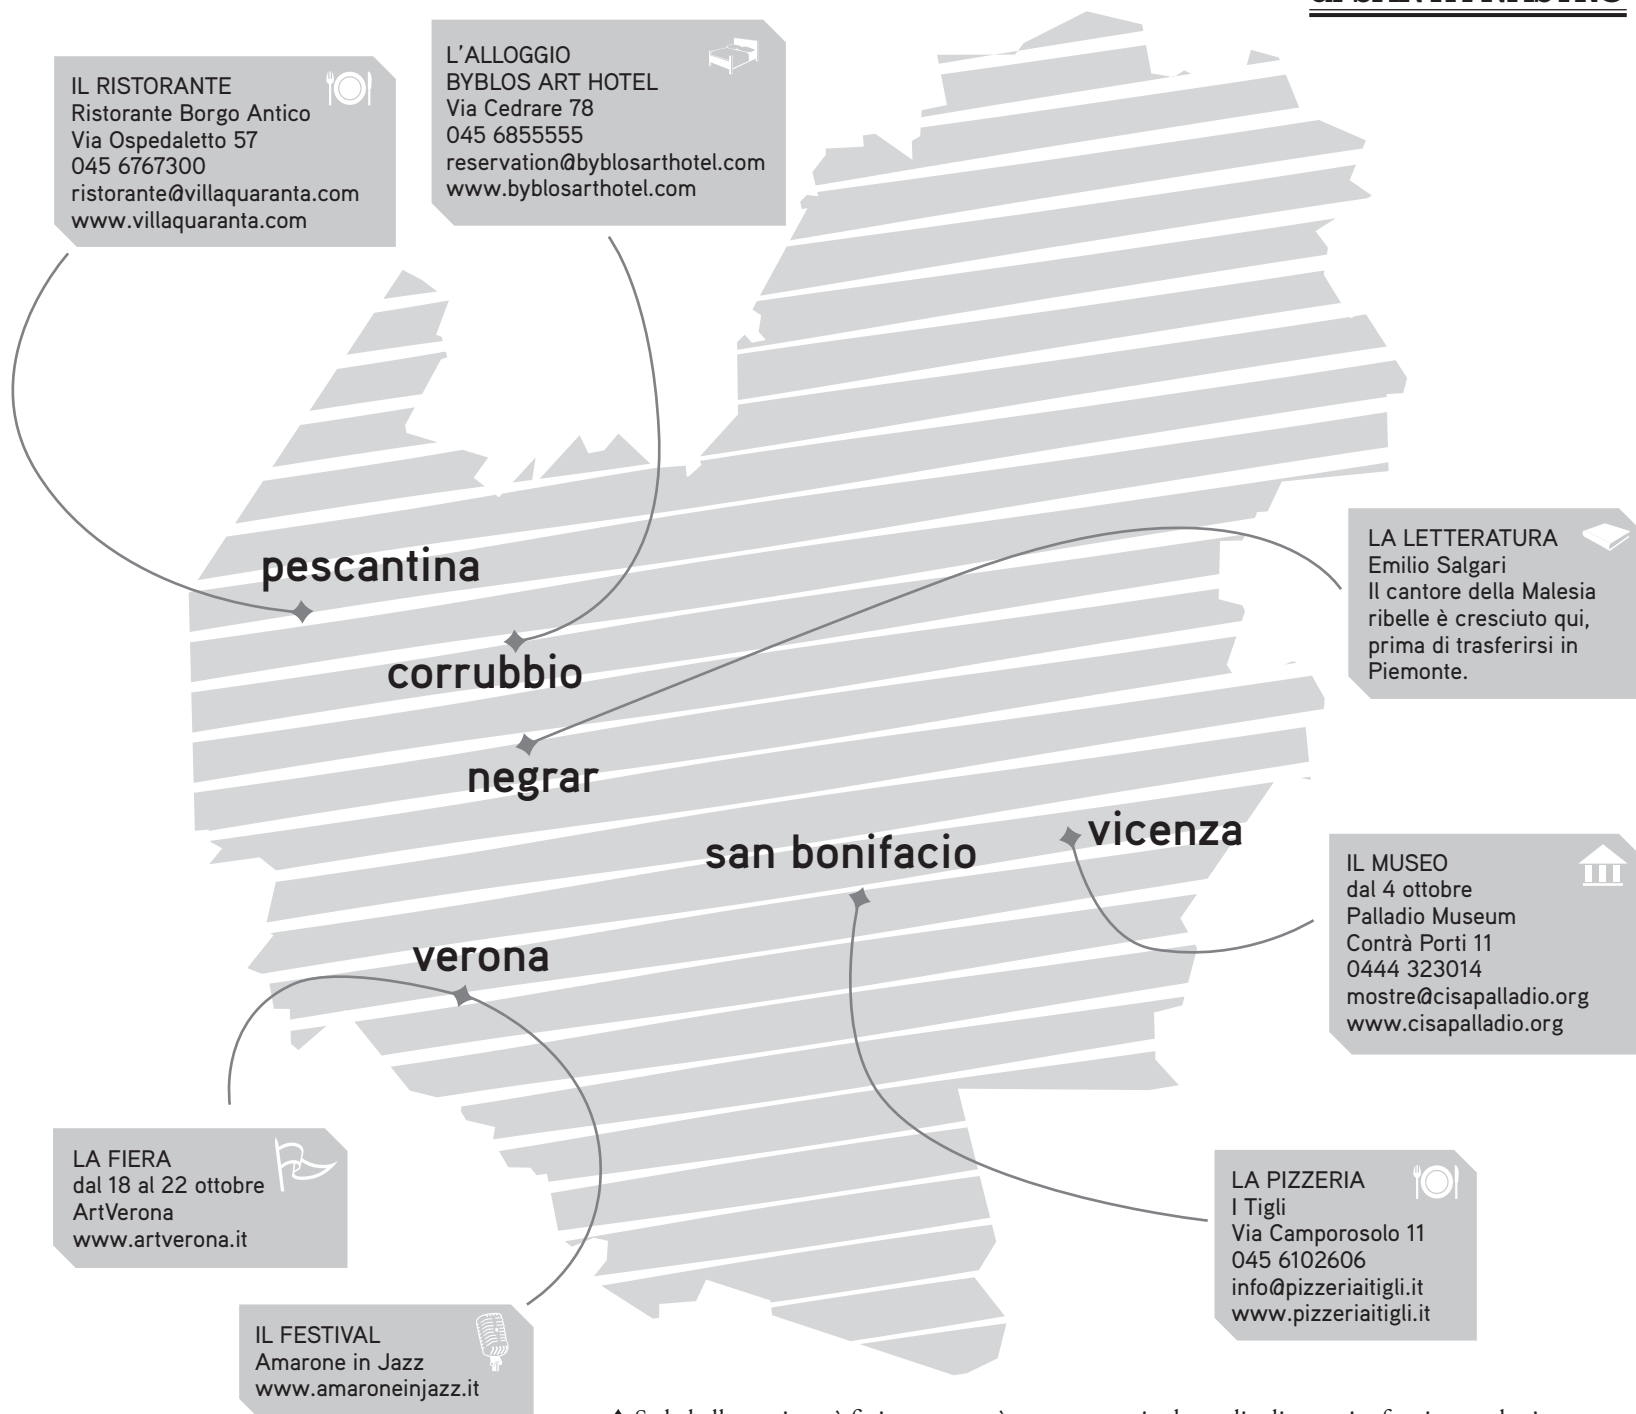 IL RISTORANTE
Ristorante Borgo Antico
Via Ospedaletto 57
045 6767300
ristorante@villaquaranta.com
www.villaquaranta.com
L'ALLOGGIO
BYBLOS ART HOTEL
Via Cedrare 78
045 6855555
reservation@byblosarthotel.com
www.byblosarthotel.com
pescantina
corrubbio
negrar
LA LETTERATURA
Emilio Salgari
Il cantore della Malesia
ribelle è cresciuto qui,
prima di trasferirsi in
Piemonte.
san bonifacio
vicenza
verona
IL MUSEO
dal 4 ottobre
Palladio Museum
Contrà Porti 11
0444 323014
mostre@cisapalladio.org
www.cisapalladio.org
LA FIERA
dal 18 al 22 ottobre
ArtVerona
www.artverona.it
LA PIZZERIA
I Tigli
Via Camporosolo 11
045 6102606
info@pizzeriaitigli.it
www.pizzeriaitigli.it
IL FESTIVAL
Amarone in Jazz
www.amaroneinjazz.it